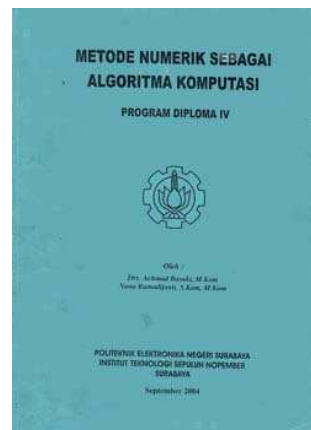 METODE NUMERIK SEBAGAI
ALGORITMA KOMPUTASI
PROGRAM DIPLOMA IV
Oleh :
Drs. Achmad Basuki, M.Kom
Nana Ramadijanti, S.Kom, M.Kom
POLITEKNIK ELEKTRONIKA NEGERI SURABAYA
INSTITUT TEKNOLOGI SEPULUH NOPEMBER
SURABAYA
September 2004